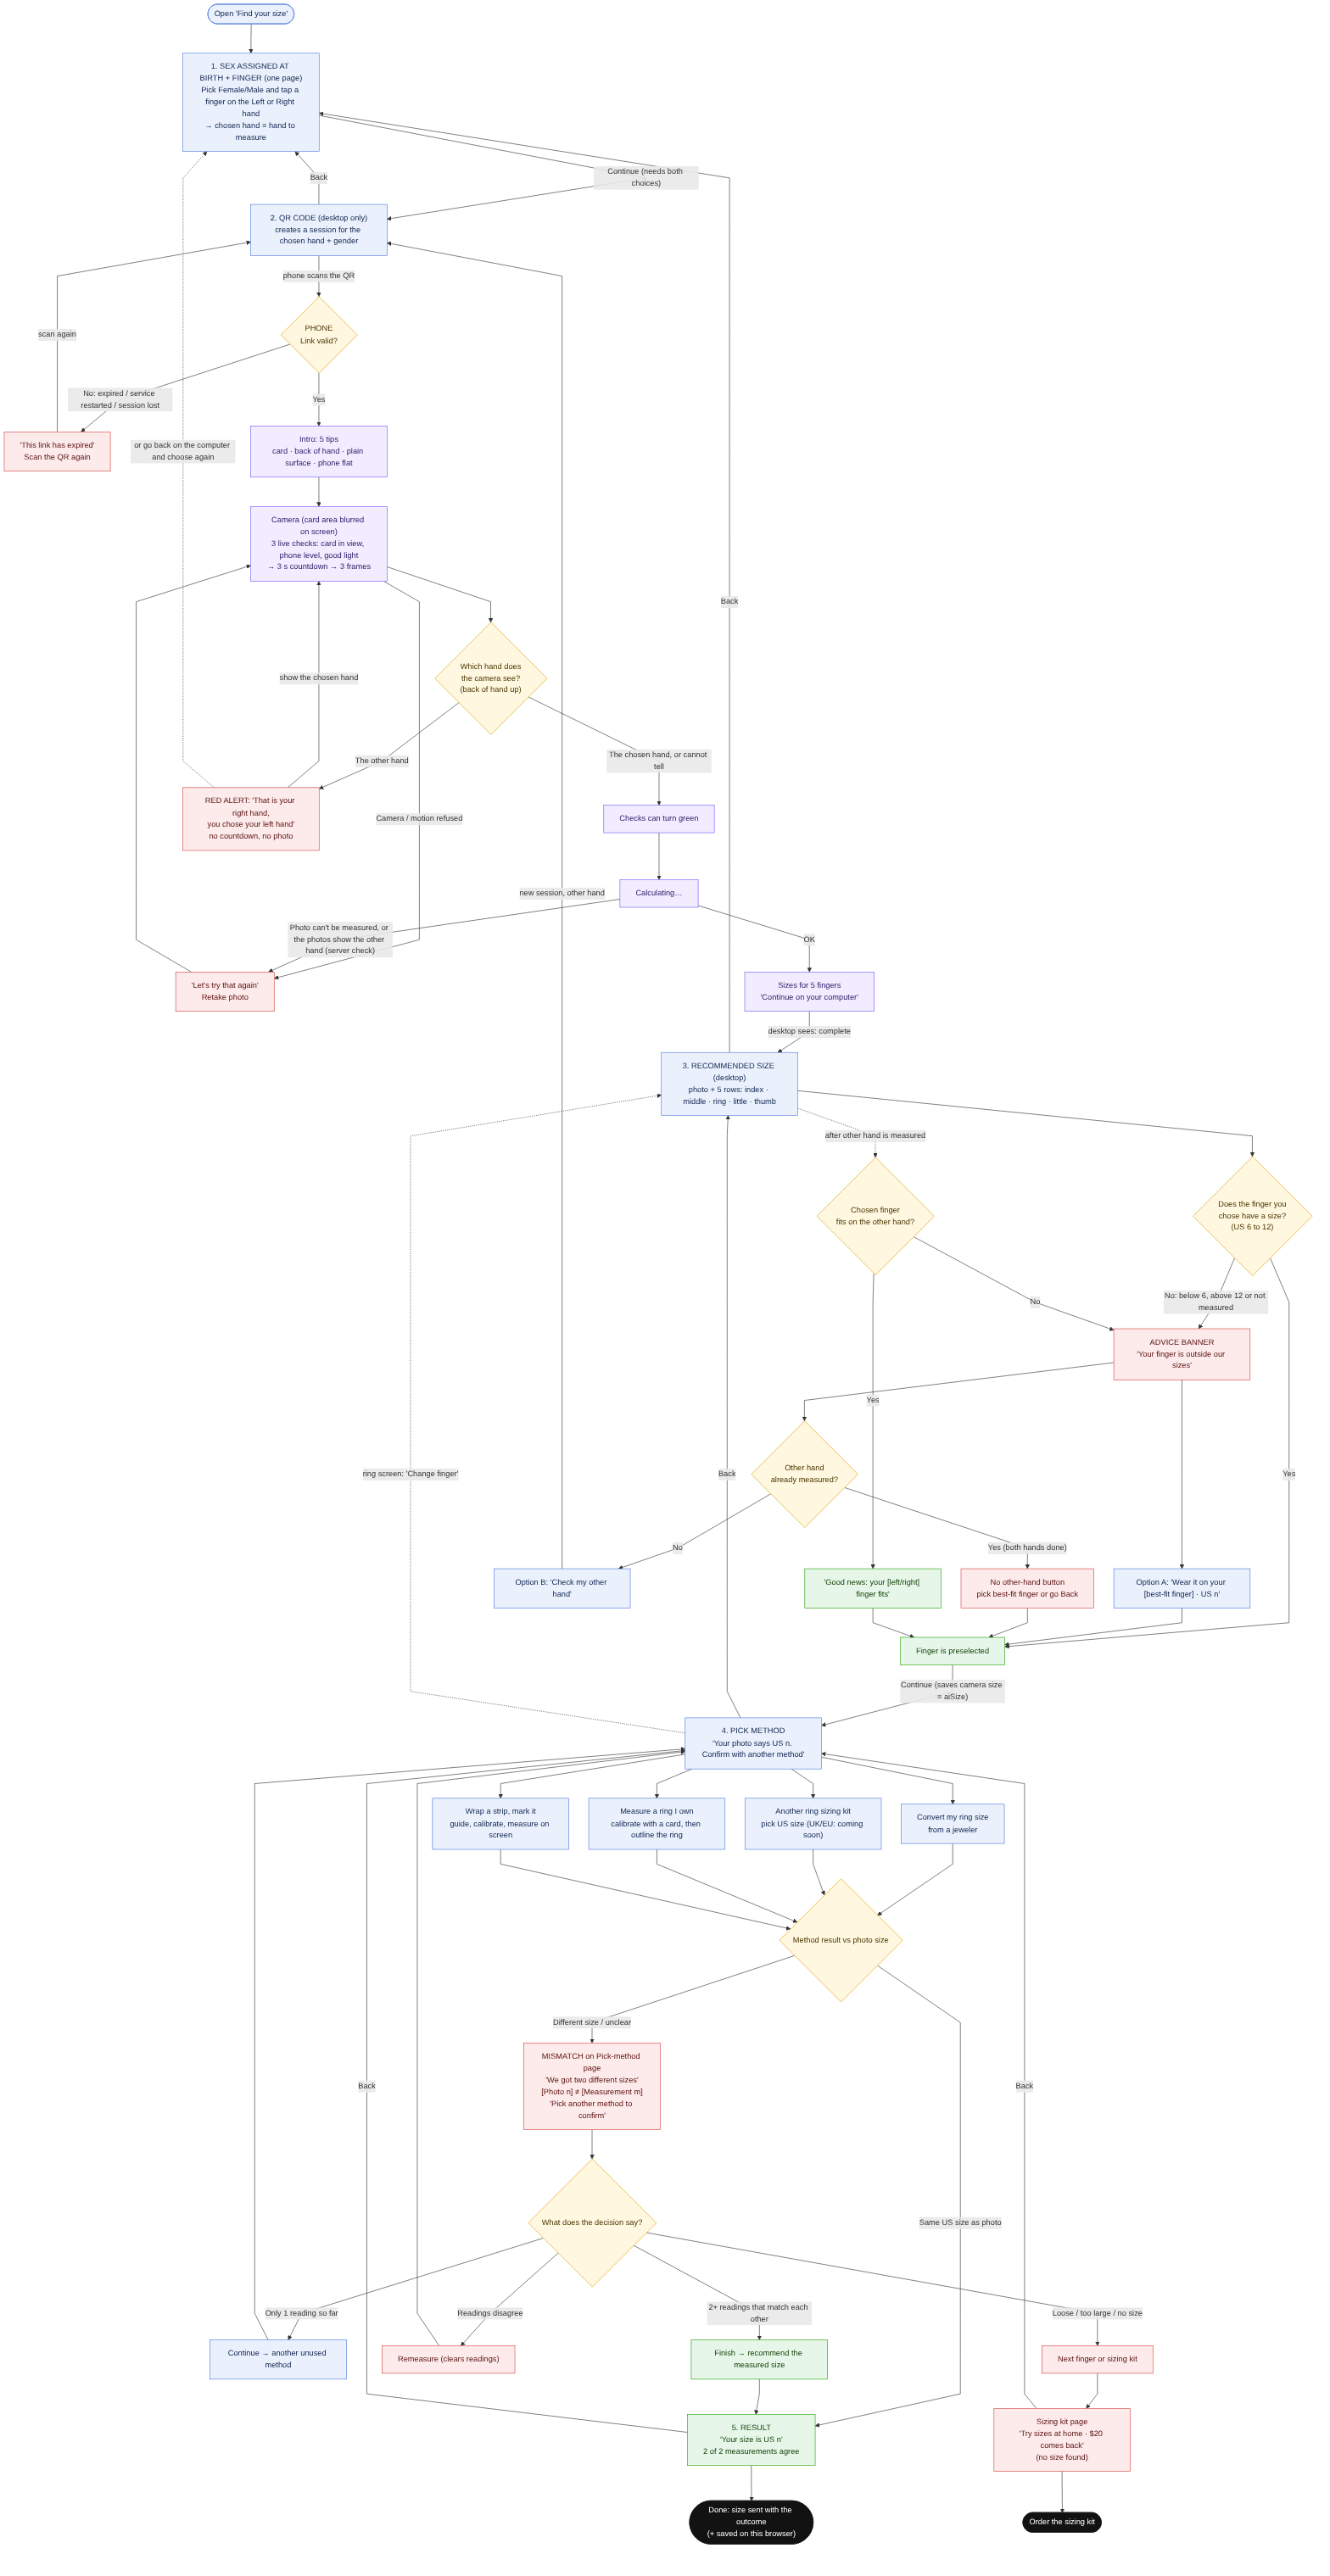 Open 'Find your size'
1. SEX ASSIGNED AT
BIRTH + FINGER (one page)
Pick Female/Male and tap a
finger on the Left or Right
hand
→ chosen hand = hand to
measure
Back
Continue (needs both
choices)
2. QR CODE (desktop only)
creates a session for the
chosen hand + gender
phone scans the QR
scan again
PHONE
Link valid?
No: expired / service
restarted / session lost
Yes
'This link has expired'
Scan the QR again
or go back on the computer
and choose again
Intro: 5 tips
card · back of hand · plain
surface · phone flat
Camera (card area blurred
on screen)
3 live checks: card in view,
phone level, good light
→ 3 s countdown → 3 frames
Back
show the chosen hand
Which hand does
the camera see?
(back of hand up)
The other hand
The chosen hand, or cannot
tell
RED ALERT: 'That is your
right hand,
you chose your left hand'
no countdown, no photo
Camera / motion refused
Checks can turn green
new session, other hand
Calculating…
Photo can't be measured, or
the photos show the other
hand (server check)
OK
'Let's try that again'
Retake photo
Sizes for 5 fingers
'Continue on your computer'
desktop sees: complete
3. RECOMMENDED SIZE
(desktop)
photo + 5 rows: index ·
middle · ring · little · thumb
after other hand is measured
Chosen finger
fits on the other hand?
Does the finger you
chose have a size?
(US 6 to 12)
No
No: below 6, above 12 or not
measured
ADVICE BANNER
'Your finger is outside our
sizes'
Yes
ring screen: 'Change finger'
Back
Other hand
already measured?
Yes
No
Yes (both hands done)
Option B: 'Check my other
hand'
'Good news: your [left/right]
finger fits'
No other-hand button
pick best-fit finger or go Back
Option A: 'Wear it on your
[best-fit finger] · US n'
Finger is preselected
Continue (saves camera size
= aiSize)
4. PICK METHOD
'Your photo says US n.
Confirm with another method'
Wrap a strip, mark it
guide, calibrate, measure on
screen
Measure a ring I own
calibrate with a card, then
outline the ring
Another ring sizing kit
pick US size (UK/EU: coming
soon)
Convert my ring size
from a jeweler
Method result vs photo size
Different size / unclear
MISMATCH on Pick-method
page
'We got two different sizes'
[Photo n] ≠ [Measurement m]
'Pick another method to
confirm'
Back
Back
What does the decision say?
Same US size as photo
Only 1 reading so far
Readings disagree
2+ readings that match each
other
Loose / too large / no size
Continue → another unused
method
Remeasure (clears readings)
Finish → recommend the
measured size
Next finger or sizing kit
5. RESULT
'Your size is US n'
2 of 2 measurements agree
Sizing kit page
'Try sizes at home · $20
comes back'
(no size found)
Done: size sent with the
outcome
(+ saved on this browser)
Order the sizing kit